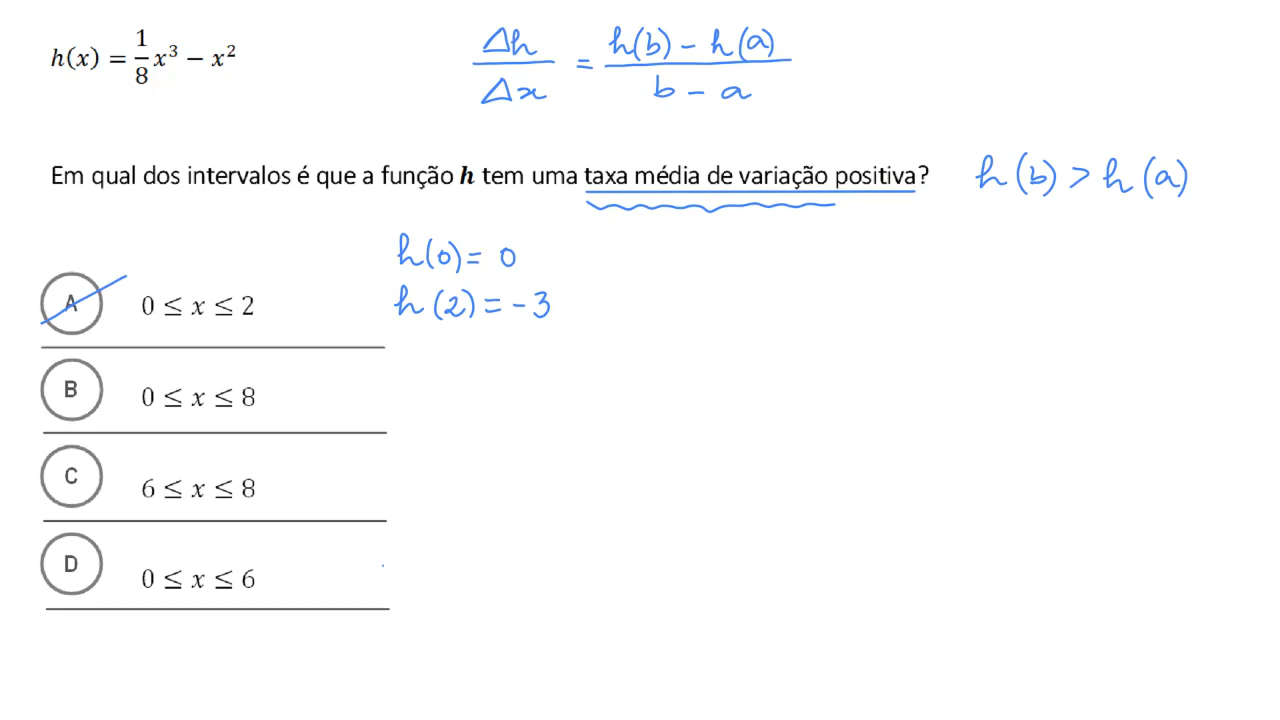 h(x) = 1/8 x³ − x²
Δh/Δx = h(b) − h(a) / b − a
Em qual dos intervalos é que a função h tem uma taxa média de variação positiva?
h(b) > h(a)
h(0) = 0
A 0 ≤ x ≤ 2
h(2) = −3
B 0 ≤ x ≤ 8
C 6 ≤ x ≤ 8
D 0 ≤ x ≤ 6